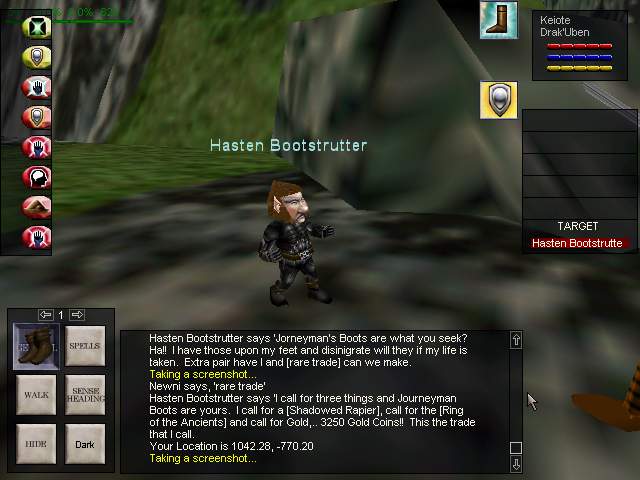 % 0.0% 52
Keiote
Drak'Uben
Hasten Bootstrutter
TARGET
Hasten Bootstrutte
1
SPELLS
WALK
SENSE
HEADING
HIDE
Dark
Hasten Bootstrutter says 'Jorneyman's Boots are what you seek?
Ha!! I have those upon my feet and disinigrate will they if my life is
taken. Extra pair have I and [rare trade] can we make.
Taking a screenshot...
Newni says, 'rare trade'
Hasten Bootstrutter says 'I call for three things and Journeyman
Boots are yours. I call for a [Shadowed Rapier], call for the [Ring
of the Ancients] and call for Gold,.. 3250 Gold Coins!! This the trade
that I call.
Your Location is 1042.28, -770.20
Taking a screenshot...